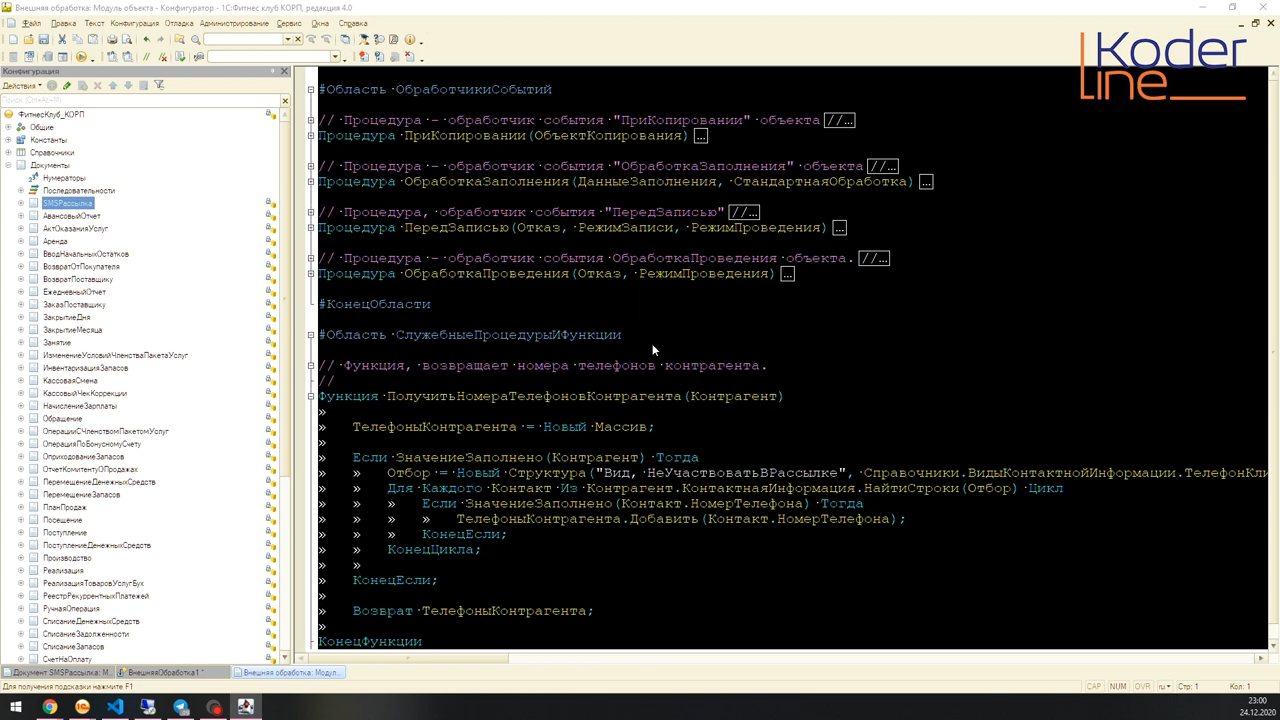 Внешняя обработка: Модуль объекта - Конфигуратор - 1С:Фитнес клуб КОРП, редакция 4.0
Файл Правка Текст Конфигурация Отладка Администрирование Сервис Окна Справка
Koder
Line
Конфигурация
Действия
Поиск (Ctrl+Alt+M)
ФитнесКлуб_КОРП
Общие
Константы
Справочники
Документы
Нумераторы
Последовательности
SMSРассылка
АвансовыйОтчет
АктОказанияУслуг
Аренда
ВводНачальныхОстатков
ВозвратОтПокупателя
ВозвратПоставщику
ЕжедневныйОтчет
ЗаказПоставщику
ЗакрытиеДня
ЗакрытиеМесяца
Занятие
ИзменениеУсловийЧленстваПакетаУслуг
ИнвентаризацияЗапасов
КассоваяСмена
КассовыйЧекКоррекции
НачислениеЗарплаты
Обращение
ОперацииСЧленствомПакетомУслуг
ОперацияПоБонусномуСчету
ОприходованиеЗапасов
ОтчетКомитентуОПродажах
ПеремещениеДенежныхСредств
ПеремещениеЗапасов
ПланПродаж
Посещение
Поступление
ПоступлениеДенежныхСредств
Производство
Реализация
РеализацияТоваровУслугБух
РеестрРекуррентныхПлатежей
РучнаяОперация
СписаниеДенежныхСредств
СписаниеЗадолженности
СписаниеЗапасов
СчетНаОплату
#Область ОбработчикиСобытий
// Процедура - обработчик события "ПриКопировании" объекта //...
Процедура ПриКопировании(ОбъектКопирования) ...
// Процедура - обработчик события "ОбработкаЗаполнения" объекта //...
Процедура ОбработкаЗаполнения(ДанныеЗаполнения, СтандартнаяОбработка) ...
// Процедура, обработчик события "ПередЗаписью" //...
Процедура ПередЗаписью(Отказ, РежимЗаписи, РежимПроведения) ...
// Процедура - обработчик события ОбработкаПроведения объекта. //...
Процедура ОбработкаПроведения(Отказ, РежимПроведения) ...
#КонецОбласти
#Область СлужебныеПроцедурыИФункции
// Функция, возвращает номера телефонов контрагента.
//
Функция ПолучитьНомераТелефоновКонтрагента(Контрагент)
ТелефоныКонтрагента = Новый Массив;
Если ЗначениеЗаполнено(Контрагент) Тогда
Отбор = Новый Структура("Вид, НеУчаствоватьВРассылке", Справочники.ВидыКонтактнойИнформации.ТелефонКли
Для Каждого Контакт Из Контрагент.КонтактнаяИнформация.НайтиСтроки(Отбор) Цикл
Если ЗначениеЗаполнено(Контакт.НомерТелефона) Тогда
ТелефоныКонтрагента.Добавить(Контакт.НомерТелефона);
КонецЕсли;
КонецЦикла;
КонецЕсли;
Возврат ТелефоныКонтрагента;
КонецФункции
Документ SMSРассылка: М... ВнешняяОбработка1 * Внешняя обработка: Модул...
Для получения подсказки нажмите F1
CAP NUM OVR ru Стр: 1 Кол: 1
23:00
24.12.2020